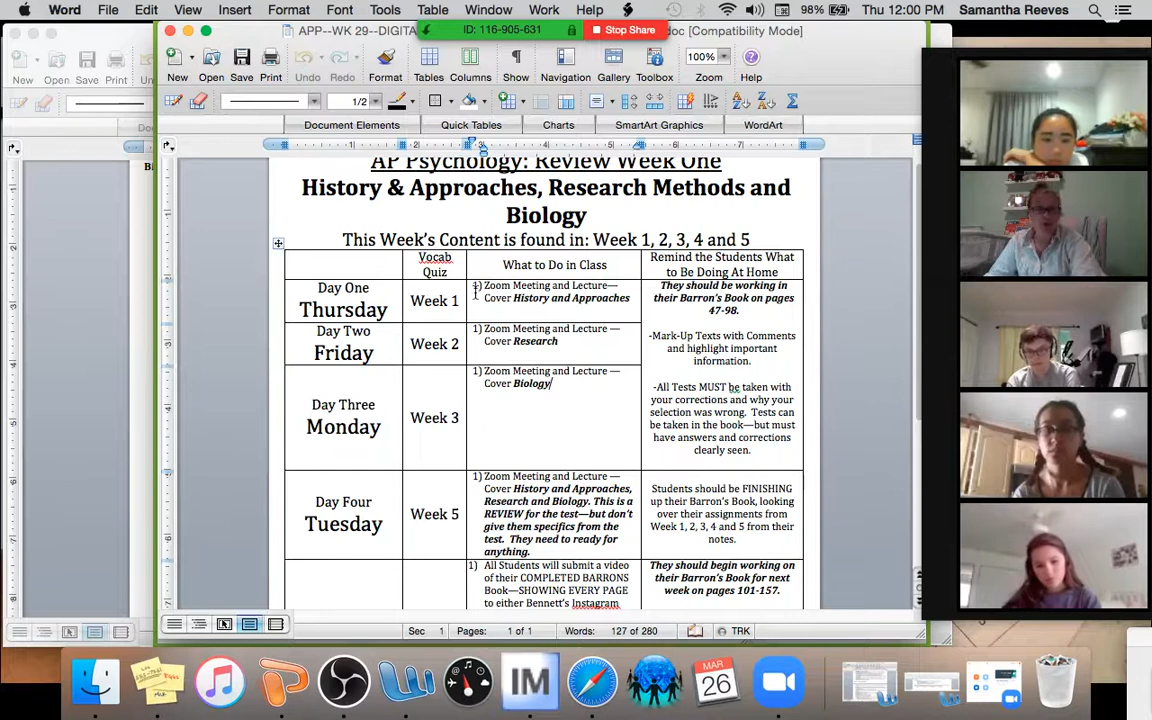 Word File Edit View Insert Format Font Tools Table Window Work Help 98% Thu 12:00 PM Samantha Reeves
APP--WK 29--DIGITA ID: 116-905-631 Stop Share .doc [Compatibility Mode]
New Open Save Print Undo Redo Format Tables Columns Show Navigation Gallery Toolbox 100% Zoom Help
New Open Save Print
1/2
Document Elements Quick Tables Charts SmartArt Graphics WordArt
AP Psychology: Review Week One
History & Approaches, Research Methods and
Biology
This Week's Content is found in: Week 1, 2, 3, 4 and 5
Vocab
Quiz
What to Do in Class
Remind the Students What
to Be Doing At Home
Day One
Thursday
Week 1
1) Zoom Meeting and Lecture—
Cover History and Approaches
They should be working in
their Barron's Book on pages
47-98.
-Mark-Up Texts with Comments
and highlight important
information.
-All Tests MUST be taken with
your corrections and why your
selection was wrong. Tests can
be taken in the book—but must
have answers and corrections
clearly seen.
Day Two
Friday
Week 2
1) Zoom Meeting and Lecture —
Cover Research
Day Three
Monday
Week 3
1) Zoom Meeting and Lecture —
Cover Biology
Day Four
Tuesday
Week 5
1) Zoom Meeting and Lecture —
Cover History and Approaches,
Research and Biology. This is a
REVIEW for the test—but don't
give them specifics from the
test. They need to ready for
anything.
Students should be FINISHING
up their Barron's Book, looking
over their assignments from
Week 1, 2, 3, 4 and 5 from their
notes.
1) All Students will submit a video
of their COMPLETED BARRONS
Book—SHOWING EVERY PAGE
to either Bennett's Instagram
They should begin working on
their Barron's Book for next
week on pages 101-157.
Sec 1 Pages: 1 of 1 Words: 127 of 280 TRK
IM
MAR
26